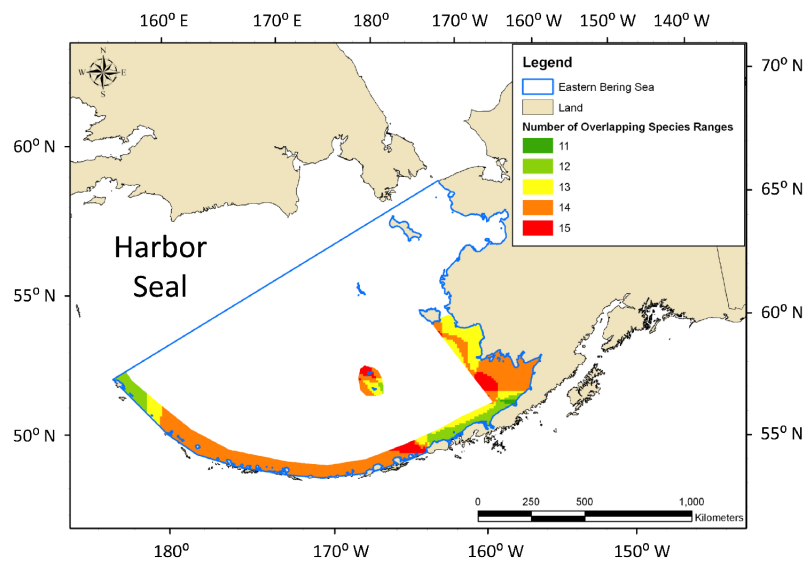 160° E 170° E 180° 170° W 160° W 150° W 140° W
N
W E
S
Legend
Eastern Bering Sea
Land
Number of Overlapping Species Ranges
11
12
13
14
15
70° N
60° N
65° N
Harbor
Seal
55° N
60° N
50° N
55° N
0 250 500 1,000
Kilometers
180° 170° W 160° W 150° W